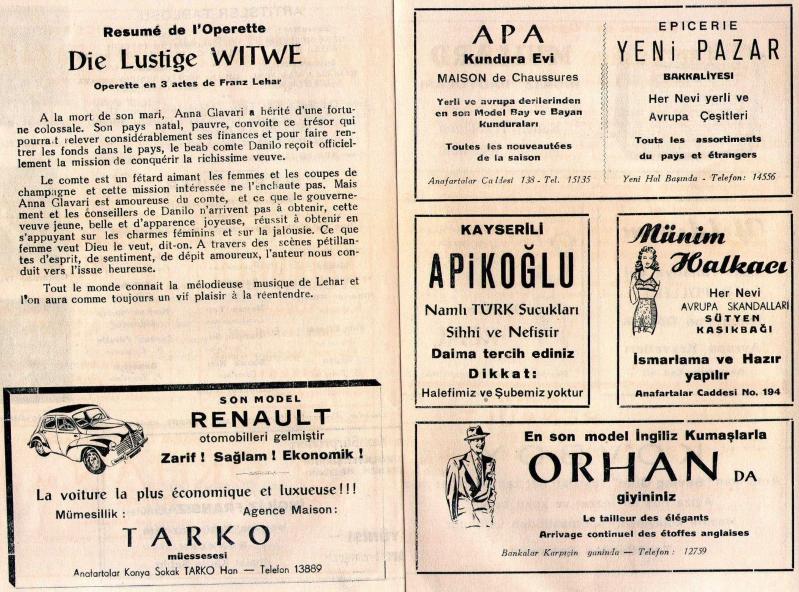 Resumé de l'Operette
Die Lustige WITWE
Operette en 3 actes de Franz Lehar
A la mort de son mari, Anna Glavari a hérité d'une fortu-
ne colossale. Son pays natal, pauvre, convoite ce trésor qui
pourrait relever considérablement ses finances et pour faire ren-
trer les fonds dans le pays, le beab comte Danilo reçoit officiel-
lement la mission de conquérir la richissime veuve.
Le comte est un fétard aimant les femmes et les coupes de
champagne et cette mission intéressée ne l'enchaute pas. Mais
Anna Glavari est amoureuse du comte, et ce que le gouverne-
ment et les conseillers de Danilo n'arrivent pas à obtenir, cette
veuve jeune, belle et d'apparence joyeuse, réussit à obtenir en
s'appuyant sur les charmes féminins et sur la jalousie. Ce que
femme veut Dieu le veut, dit-on. A travers des scènes pétillan-
tes d'esprit, de sentiment, de dépit amoureux, l'auteur nous con-
duit vers l'issue heureuse.
Tout le monde connait la mélodieuse musique de Lehar et
l'on aura comme toujours un vif plaisir à la réentendre.
SON MODEL
RENAULT
otomobilleri gelmiştir
Zarif ! Sağlam ! Ekonomik !
La voiture la plus économique et luxueuse!!!
Mümesillik : Agence Maison:
TARKO
müessesesi
Anafartolar Konya Sokak TARKO Han — Telefon 13889
APA
Kundura Evi
MAISON de Chaussures
Yerli ve avrupa derilerinden
en son Model Bay ve Bayan
Kunduraları
Toutes les nouveautées
de la saison
Anafartalar Caldesi 138 - Tel. 15135
EPICERIE
YENİ PAZAR
BAKKALİYESİ
Her Nevi yerli ve
Avrupa Çeşitleri
Touts les assortiments
du pays et étrangers
Yeni Hal Başında - Telefon: 14556
KAYSERİLİ
APİKOĞLU
Namlı TÜRK Sucukları
Sihhi ve Nefistir
Daima tercih ediniz
Dikkat:
Halefimiz ve Şubemiz yoktur
Münim
Halkacı
Her Nevi
AVRUPA SKANDALLARI
SÜTYEN
KASIKBAĞI
İsmarlama ve Hazır
yapılır
Anafartalar Caddesi No. 194
En son model İngiliz Kumaşlarla
ORHAN DA
giyininiz
Le tailleur des élégants
Arrivage continuel des étoffes anglaises
Bankalar Karpiçin yanında — Telefon : 12759